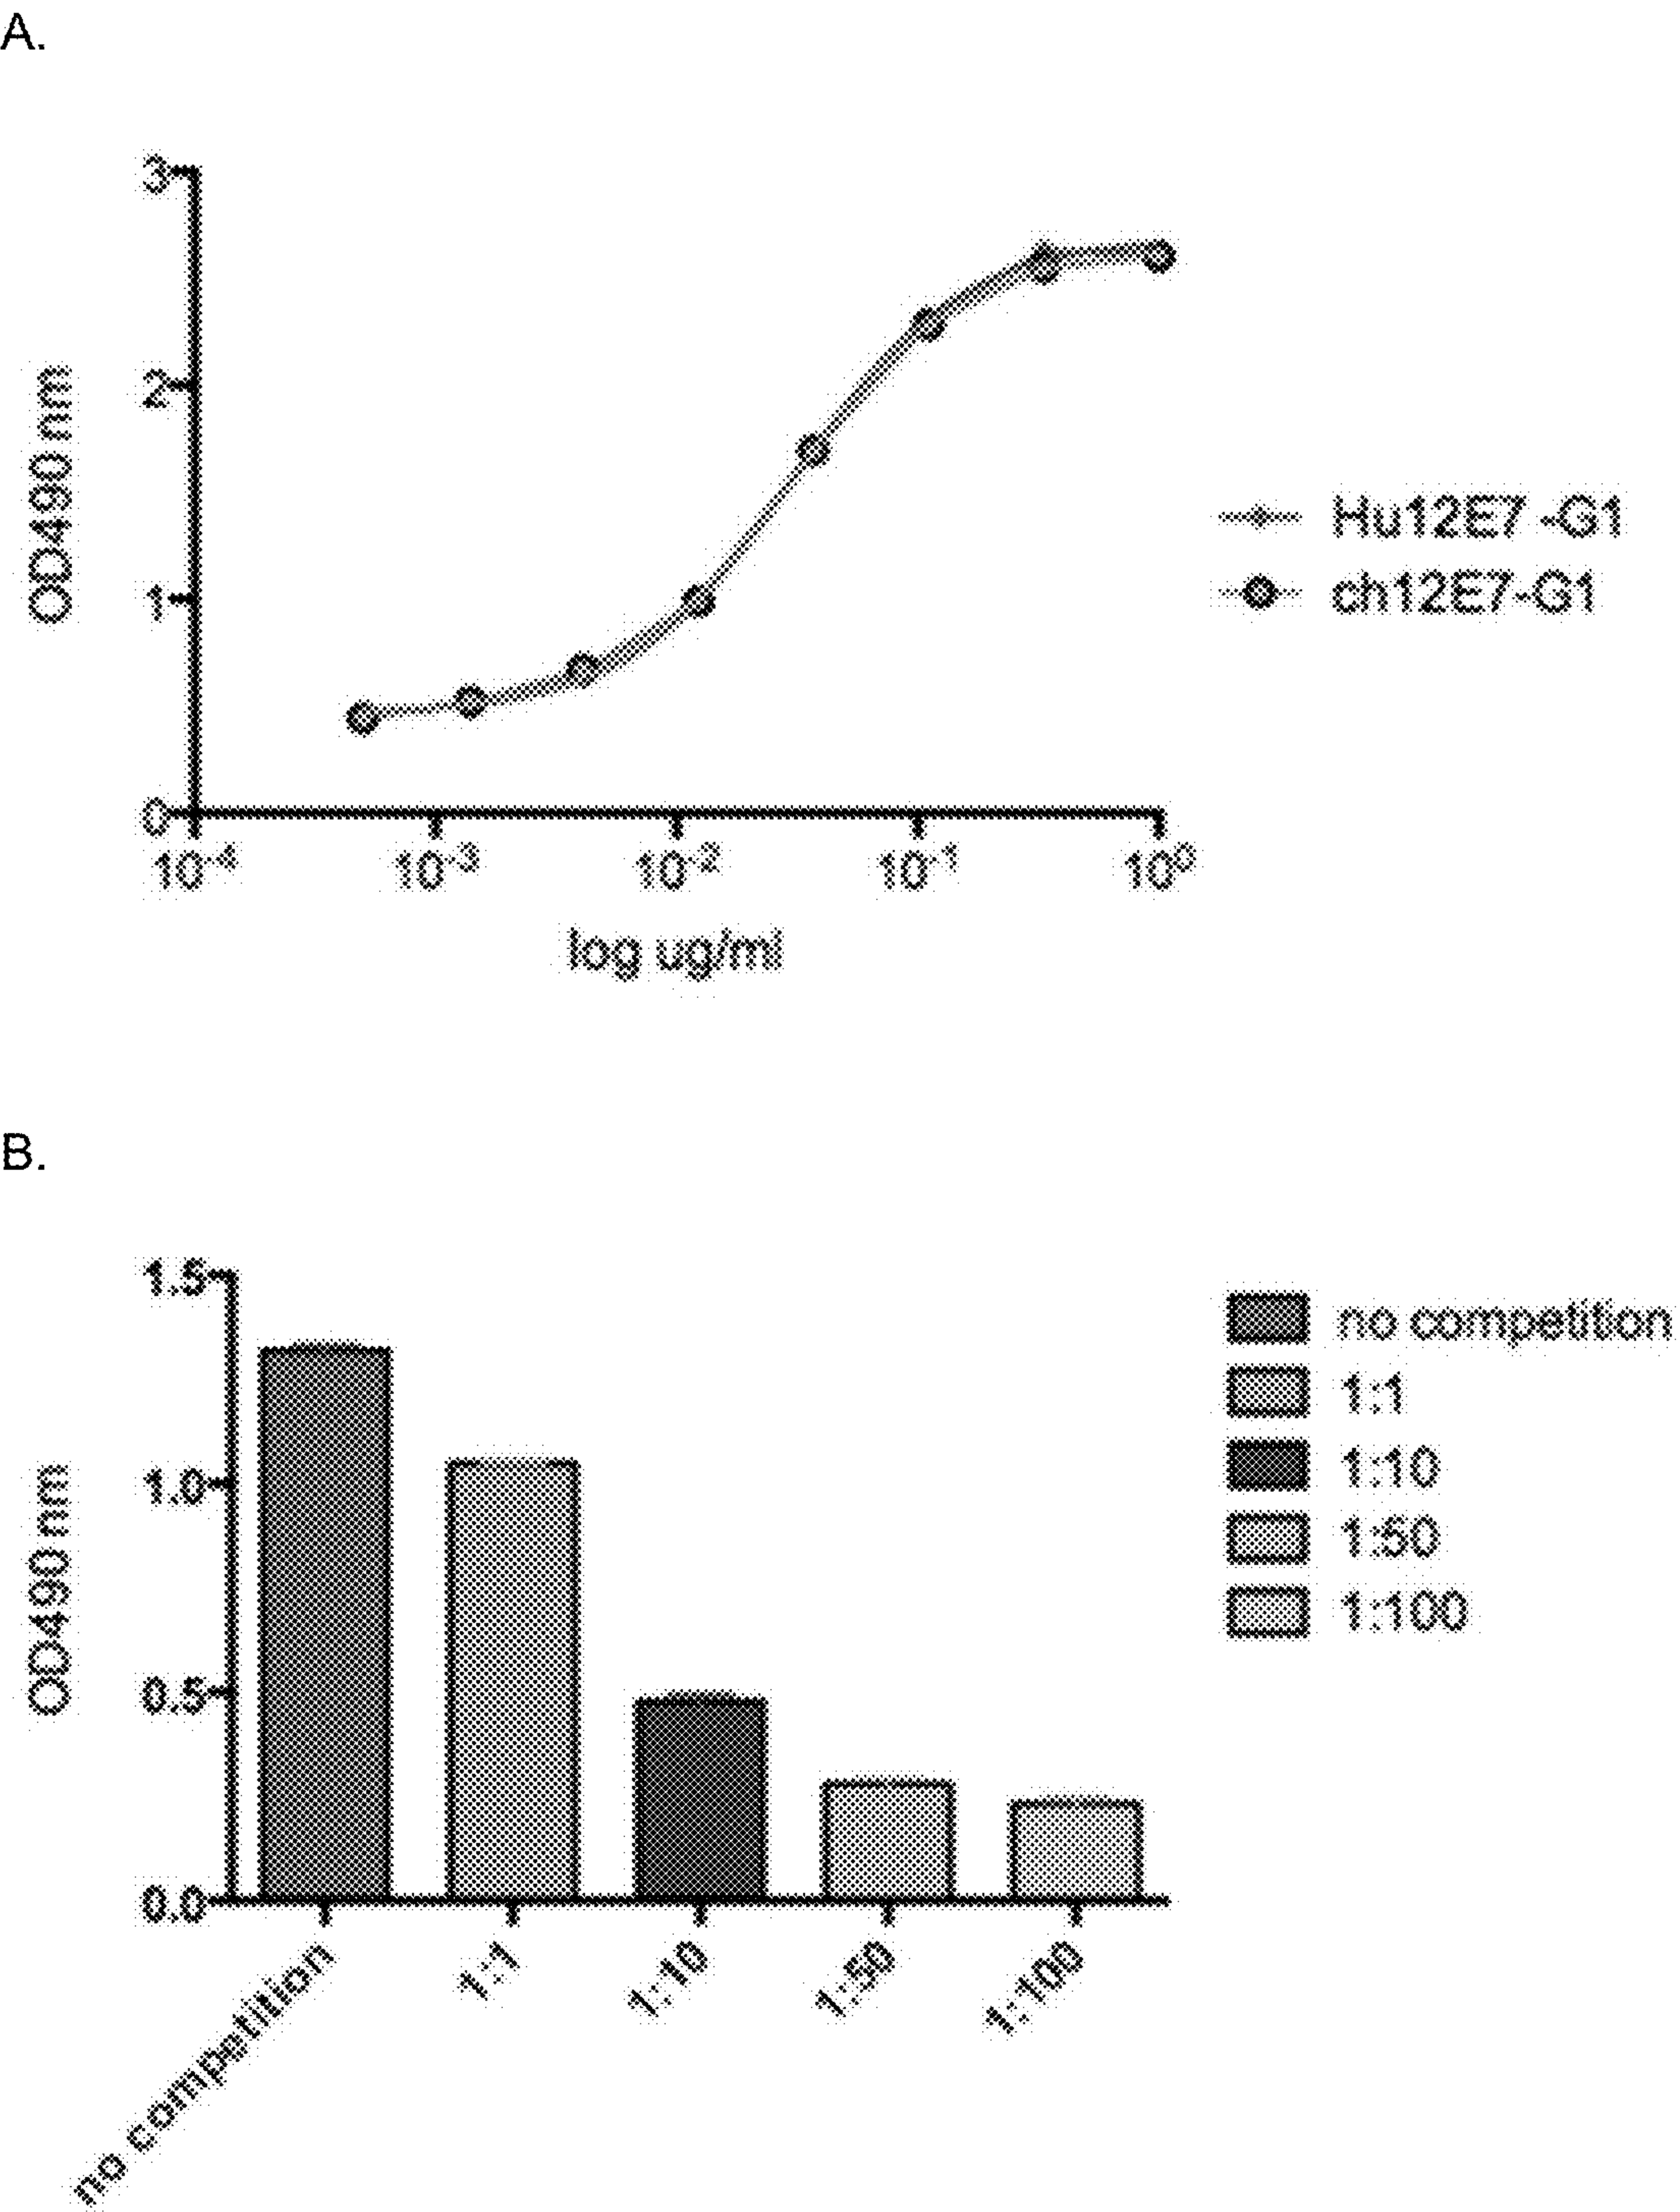 A.
3
2
1
0
OD490 nm
10-4 10-3 10-2 10-1 100
log ug/ml
Hu12E7 -G1
ch12E7-G1
B.
1.5
1.0
0.5
0.0
OD490 nm
no competition 1:1 1:10 1:50 1:100
no competition
1:1
1:10
1:50
1:100